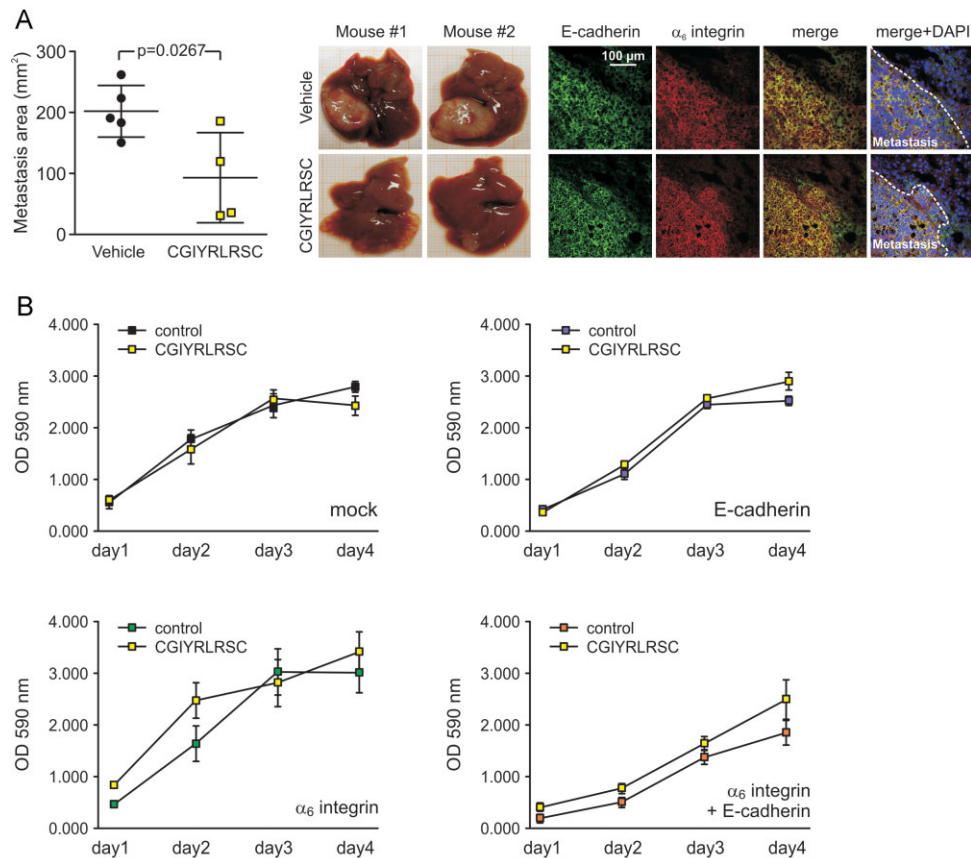 A
p=0.0267
Metastasis area (mm²)
300
200
100
0
Vehicle
CGIYRLRSC
Mouse #1
Mouse #2
Vehicle
CGIYRLRSC
E-cadherin
α₆ integrin
merge
merge+DAPI
100 µm
Metastasis
Metastasis
B
OD 590 nm
4.000
3.000
2.000
1.000
0.000
control
CGIYRLRSC
mock
day1
day2
day3
day4
OD 590 nm
4.000
3.000
2.000
1.000
0.000
control
CGIYRLRSC
E-cadherin
day1
day2
day3
day4
OD 590 nm
4.000
3.000
2.000
1.000
0.000
control
CGIYRLRSC
α₆ integrin
day1
day2
day3
day4
OD 590 nm
4.000
3.000
2.000
1.000
0.000
control
CGIYRLRSC
α₆ integrin
+ E-cadherin
day1
day2
day3
day4